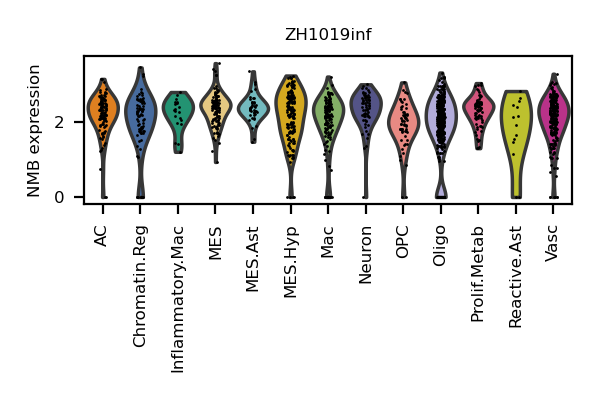 ZH1019inf
NMB expression
2
0
AC
Chromatin.Reg
Inflammatory.Mac
MES
MES.Ast
MES.Hyp
Mac
Neuron
OPC
Oligo
Prolif.Metab
Reactive.Ast
Vasc